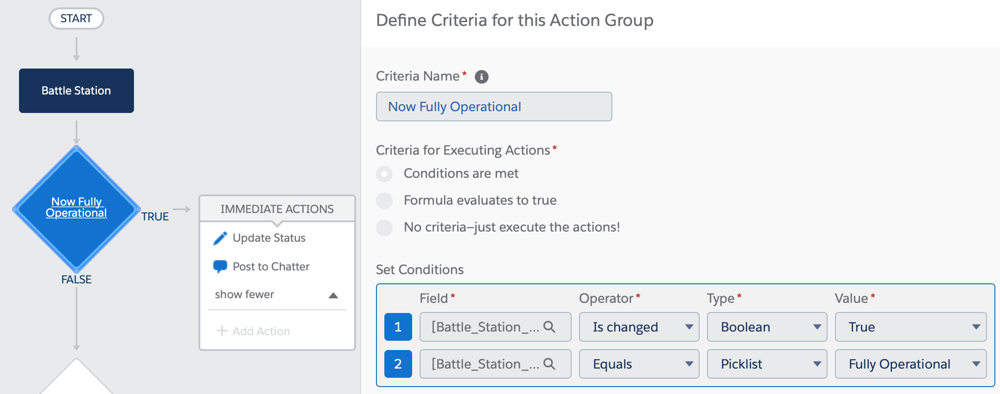 START
Battle Station
Now Fully
Operational
TRUE
FALSE
IMMEDIATE ACTIONS
Update Status
Post to Chatter
show fewer
+ Add Action
Define Criteria for this Action Group
Criteria Name*
Now Fully Operational
Criteria for Executing Actions*
Conditions are met
Formula evaluates to true
No criteria–just execute the actions!
Set Conditions
Field* Operator* Type* Value*
1 [Battle_Station_... Is changed Boolean True
2 [Battle_Station_... Equals Picklist Fully Operational